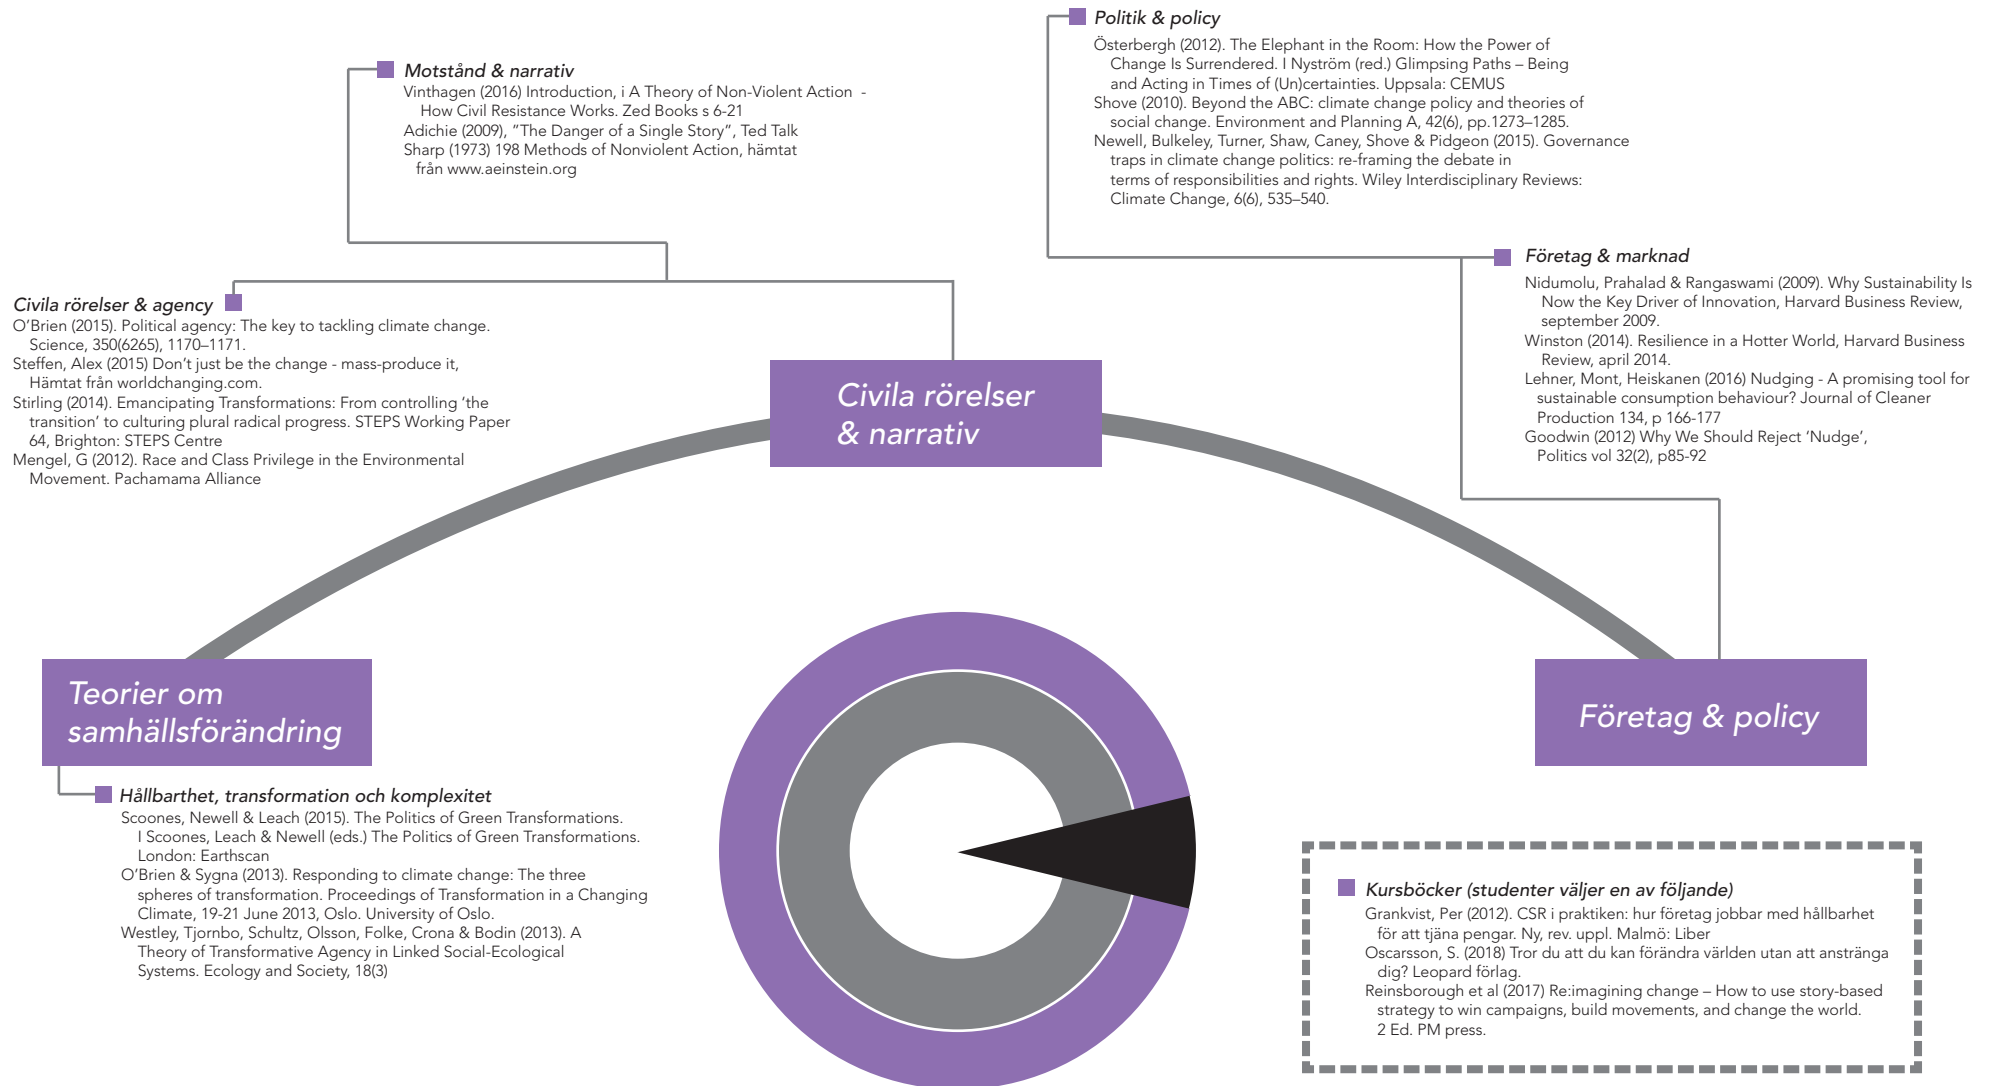 Motstånd & narrativ
Vinthagen (2016) Introduction, i A Theory of Non-Violent Action -
How Civil Resistance Works. Zed Books s 6-21
Adichie (2009), ”The Danger of a Single Story”, Ted Talk
Sharp (1973) 198 Methods of Nonviolent Action, hämtat
från www.aeinstein.org
Politik & policy
Österbergh (2012). The Elephant in the Room: How the Power of
Change Is Surrendered. I Nyström (red.) Glimpsing Paths – Being
and Acting in Times of (Un)certainties. Uppsala: CEMUS
Shove (2010). Beyond the ABC: climate change policy and theories of
social change. Environment and Planning A, 42(6), pp.1273–1285.
Newell, Bulkeley, Turner, Shaw, Caney, Shove & Pidgeon (2015). Governance
traps in climate change politics: re-framing the debate in
terms of responsibilities and rights. Wiley Interdisciplinary Reviews:
Climate Change, 6(6), 535–540.
Civila rörelser & agency
O’Brien (2015). Political agency: The key to tackling climate change.
Science, 350(6265), 1170–1171.
Steffen, Alex (2015) Don’t just be the change - mass-produce it,
Hämtat från worldchanging.com.
Stirling (2014). Emancipating Transformations: From controlling ‘the
transition’ to culturing plural radical progress. STEPS Working Paper
64, Brighton: STEPS Centre
Mengel, G (2012). Race and Class Privilege in the Environmental
Movement. Pachamama Alliance
Företag & marknad
Nidumolu, Prahalad & Rangaswami (2009). Why Sustainability Is
Now the Key Driver of Innovation, Harvard Business Review,
september 2009.
Winston (2014). Resilience in a Hotter World, Harvard Business
Review, april 2014.
Lehner, Mont, Heiskanen (2016) Nudging - A promising tool for
sustainable consumption behaviour? Journal of Cleaner
Production 134, p 166-177
Goodwin (2012) Why We Should Reject ‘Nudge’,
Politics vol 32(2), p85-92
Civila rörelser
& narrativ
Teorier om
samhällsförändring
Företag & policy
Hållbarthet, transformation och komplexitet
Scoones, Newell & Leach (2015). The Politics of Green Transformations.
I Scoones, Leach & Newell (eds.) The Politics of Green Transformations.
London: Earthscan
O’Brien & Sygna (2013). Responding to climate change: The three
spheres of transformation. Proceedings of Transformation in a Changing
Climate, 19-21 June 2013, Oslo. University of Oslo.
Westley, Tjornbo, Schultz, Olsson, Folke, Crona & Bodin (2013). A
Theory of Transformative Agency in Linked Social-Ecological
Systems. Ecology and Society, 18(3)
Kursböcker (studenter väljer en av följande)
Grankvist, Per (2012). CSR i praktiken: hur företag jobbar med hållbarhet
för att tjäna pengar. Ny, rev. uppl. Malmö: Liber
Oscarsson, S. (2018) Tror du att du kan förändra världen utan att anstränga
dig? Leopard förlag.
Reinsborough et al (2017) Re:imagining change – How to use story-based
strategy to win campaigns, build movements, and change the world.
2 Ed. PM press.